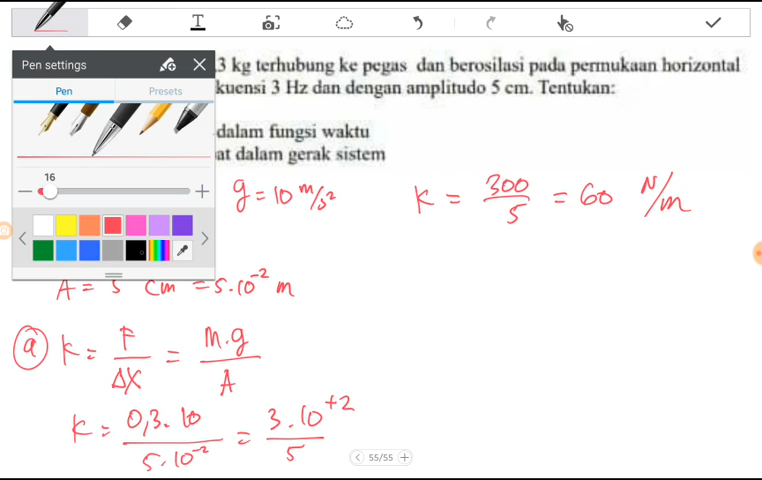 T
Pen settings
Pen Presets
16
,3 kg terhubung ke pegas dan berosilasi pada permukaan horizontal
kuensi 3 Hz dan dengan amplitudo 5 cm. Tentukan:
dalam fungsi waktu
at dalam gerak sistem
g = 10 m/s²
K = 300/5 = 60 N/m
A = 5 cm = 5.10⁻² m
a K = F/ΔX = M.g/A
K = 0,3.10/5.10⁻² = 3.10⁺²/5
55/55